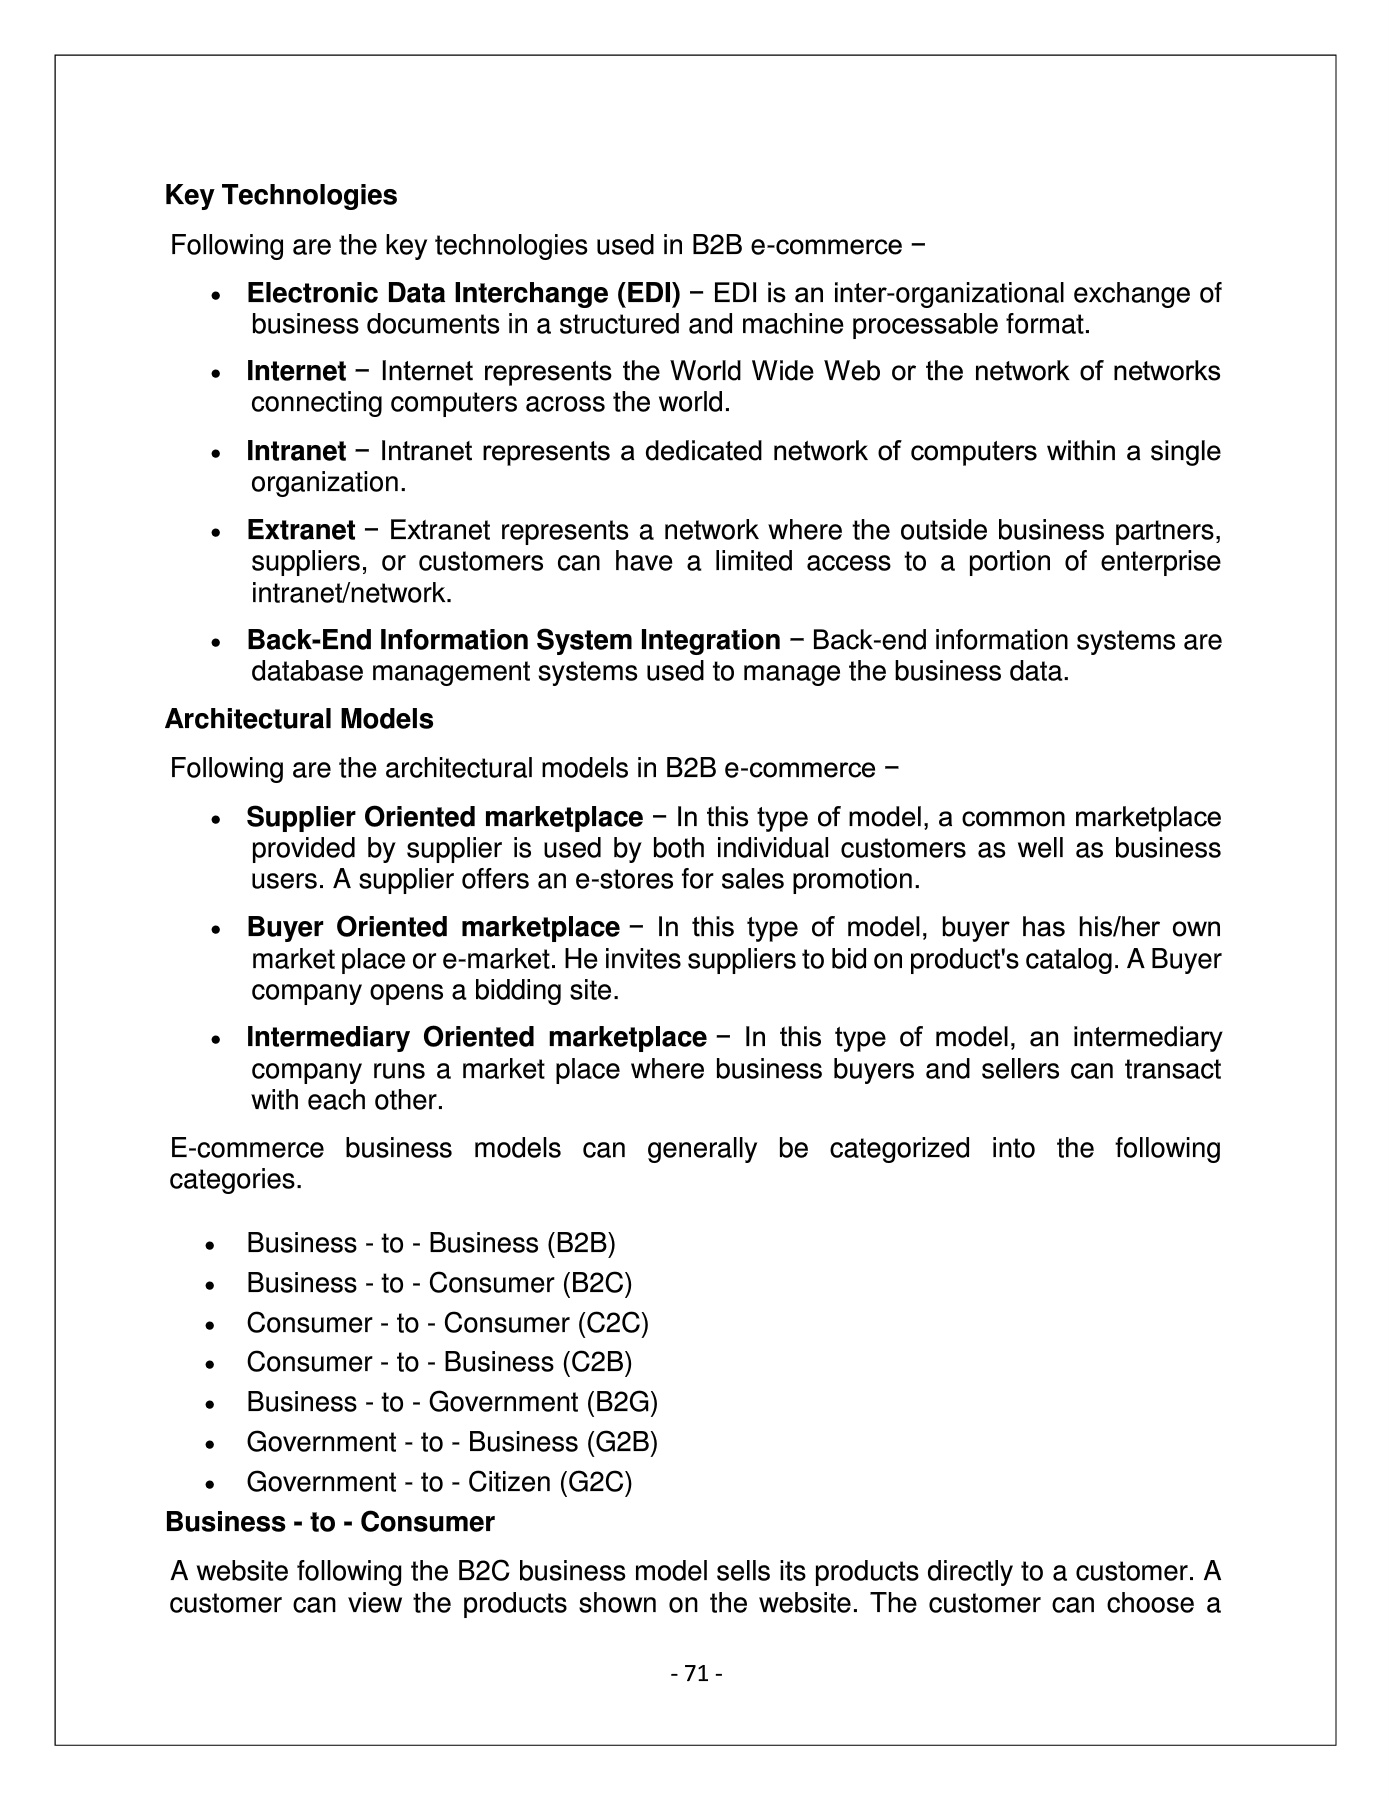 Key Technologies
Following are the key technologies used in B2B e-commerce −
• Electronic Data Interchange (EDI) − EDI is an inter-organizational exchange of
business documents in a structured and machine processable format.
• Internet − Internet represents the World Wide Web or the network of networks
connecting computers across the world.
• Intranet − Intranet represents a dedicated network of computers within a single
organization.
• Extranet − Extranet represents a network where the outside business partners,
suppliers, or customers can have a limited access to a portion of enterprise
intranet/network.
• Back-End Information System Integration − Back-end information systems are
database management systems used to manage the business data.
Architectural Models
Following are the architectural models in B2B e-commerce −
• Supplier Oriented marketplace − In this type of model, a common marketplace
provided by supplier is used by both individual customers as well as business
users. A supplier offers an e-stores for sales promotion.
• Buyer Oriented marketplace − In this type of model, buyer has his/her own
market place or e-market. He invites suppliers to bid on product's catalog. A Buyer
company opens a bidding site.
• Intermediary Oriented marketplace − In this type of model, an intermediary
company runs a market place where business buyers and sellers can transact
with each other.
E-commerce business models can generally be categorized into the following
categories.
• Business - to - Business (B2B)
• Business - to - Consumer (B2C)
• Consumer - to - Consumer (C2C)
• Consumer - to - Business (C2B)
• Business - to - Government (B2G)
• Government - to - Business (G2B)
• Government - to - Citizen (G2C)
Business - to - Consumer
A website following the B2C business model sells its products directly to a customer. A
customer can view the products shown on the website. The customer can choose a
- 71 -